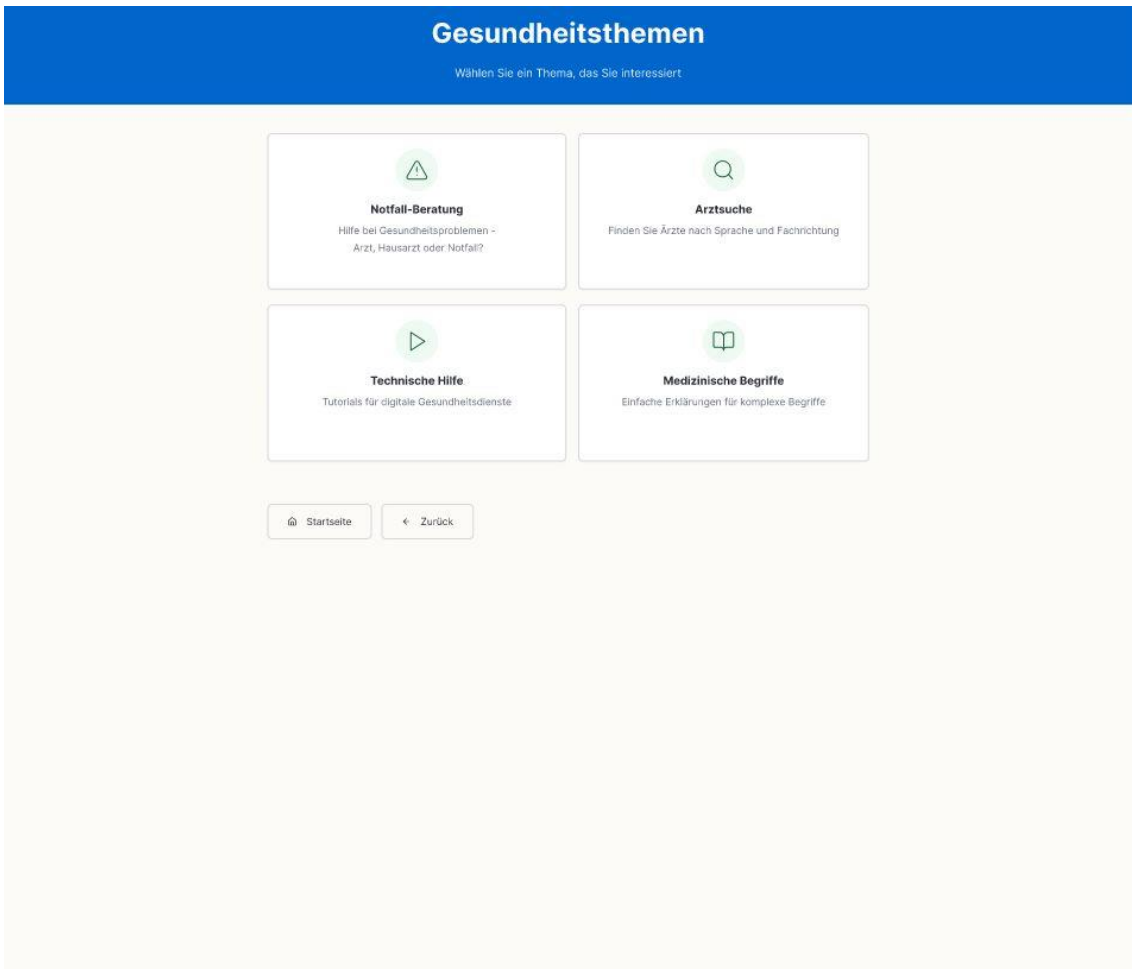 Gesundheitsthemen
Wählen Sie ein Thema, das Sie interessiert
Notfall-Beratung
Hilfe bei Gesundheitsproblemen -
Arzt, Hausarzt oder Notfall?
Arztsuche
Finden Sie Ärzte nach Sprache und Fachrichtung
Technische Hilfe
Tutorials für digitale Gesundheitsdienste
Medizinische Begriffe
Einfache Erklärungen für komplexe Begriffe
Startseite
Zurück